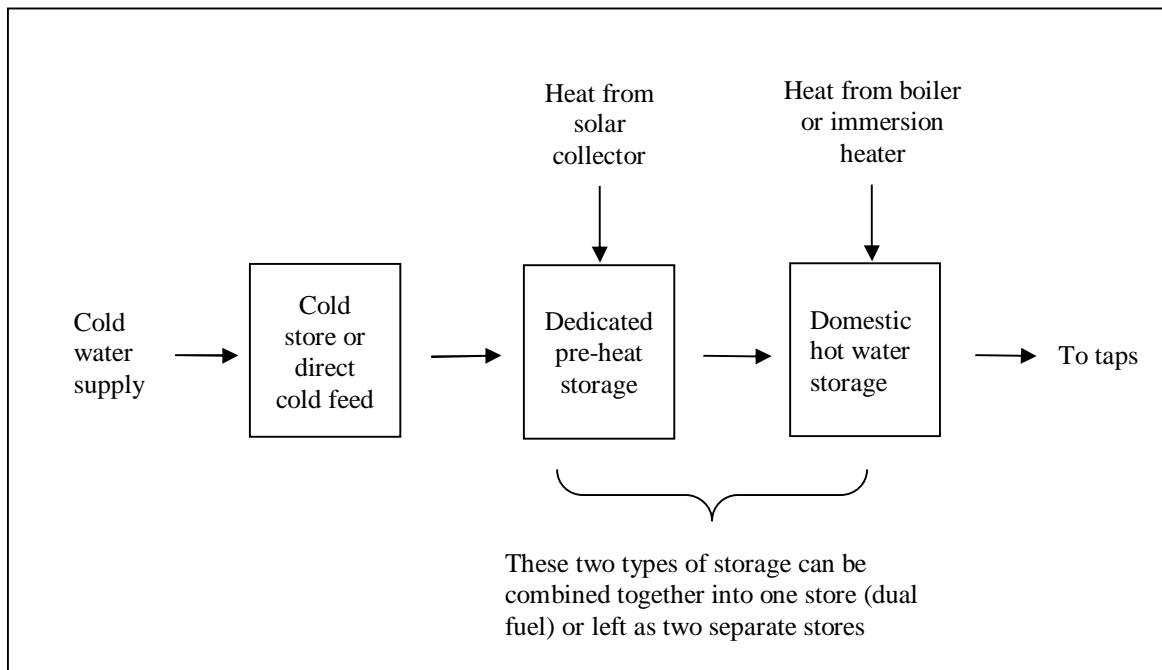 Heat from
solar
collector
Heat from boiler
or immersion
heater
Cold
water
supply
Cold
store or
direct
cold feed
Dedicated
pre-heat
storage
Domestic
hot water
storage
To taps
These two types of storage can be
combined together into one store (dual
fuel) or left as two separate stores